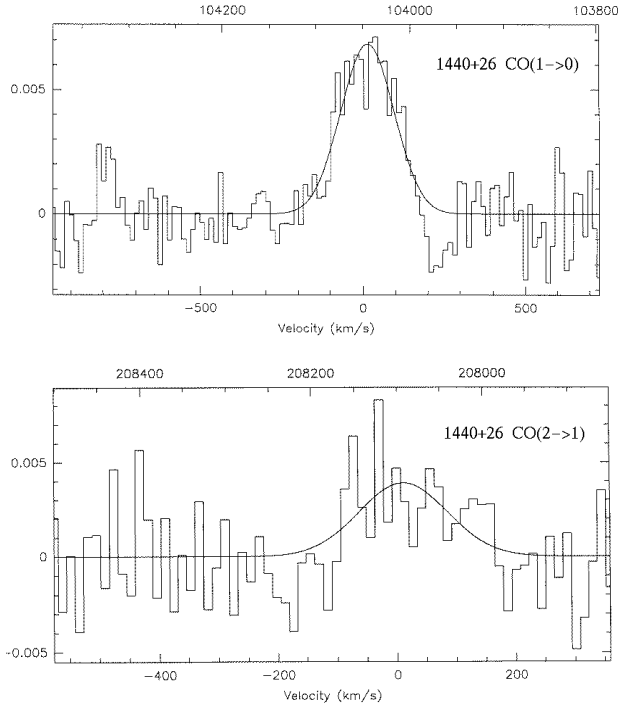 104200 104000 103800
1440+26 CO(1->0)
0.005
0
-500 0 500
Velocity (km/s)
208400 208200 208000
1440+26 CO(2->1)
0.005
0
-0.005
-400 -200 0 200
Velocity (km/s)